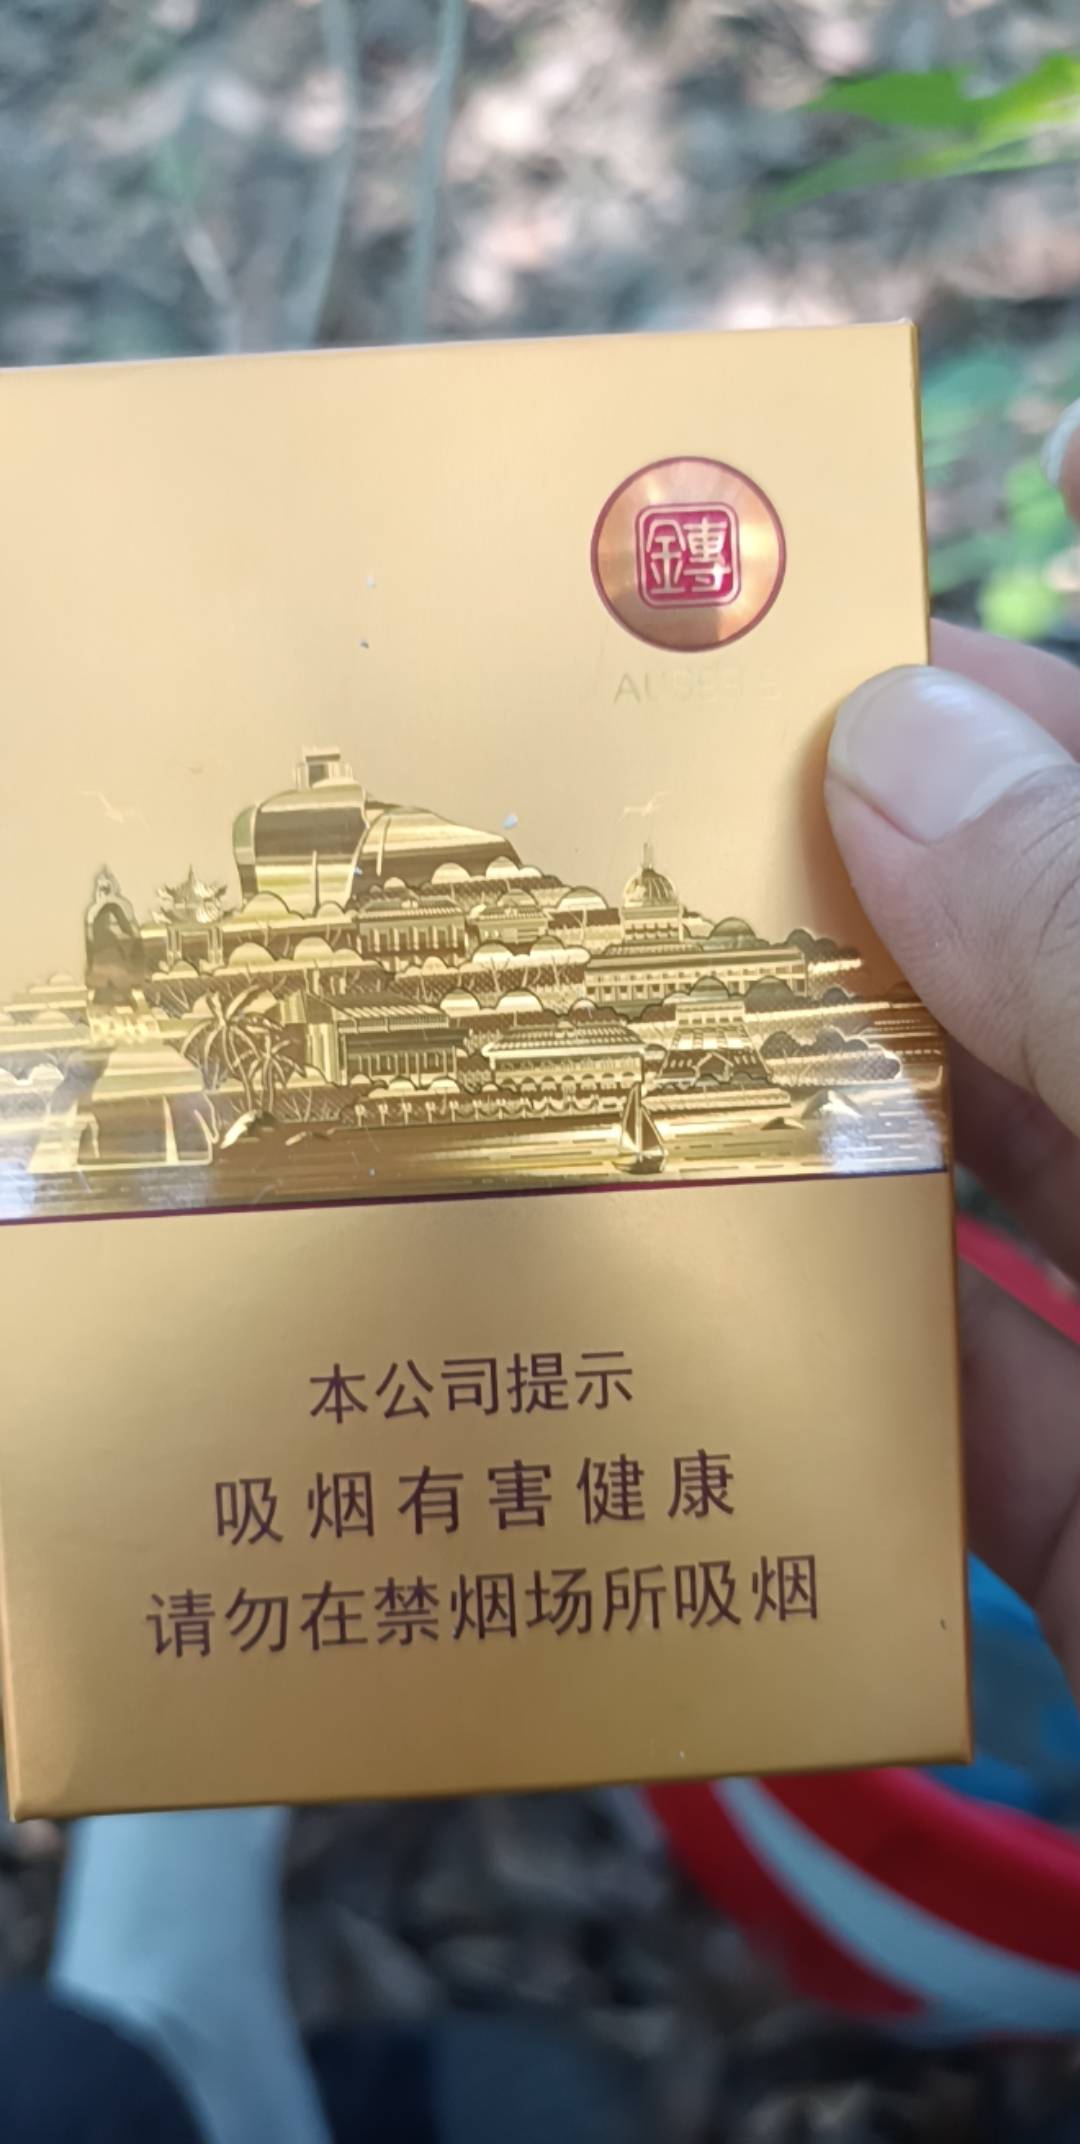 鏄
本公司提示
吸烟有害健康
请勿在禁烟场所吸烟